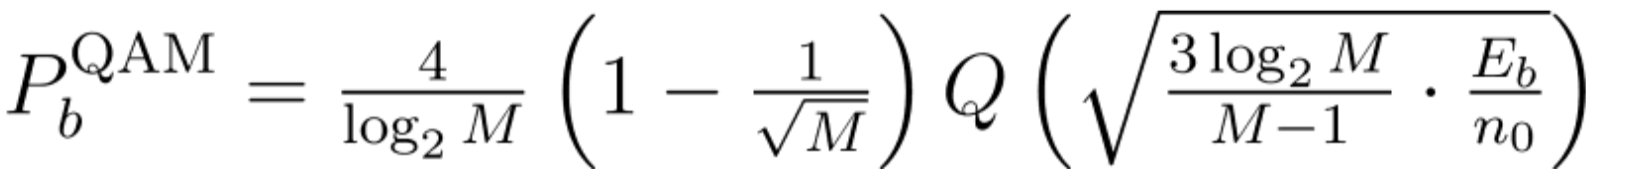 P_b^{QAM} = \frac{4}{\log_2 M} \left( 1 - \frac{1}{\sqrt{M}} \right) Q \left( \sqrt{\frac{3 \log_2 M}{M-1} \cdot \frac{E_b}{n_0}} \right)